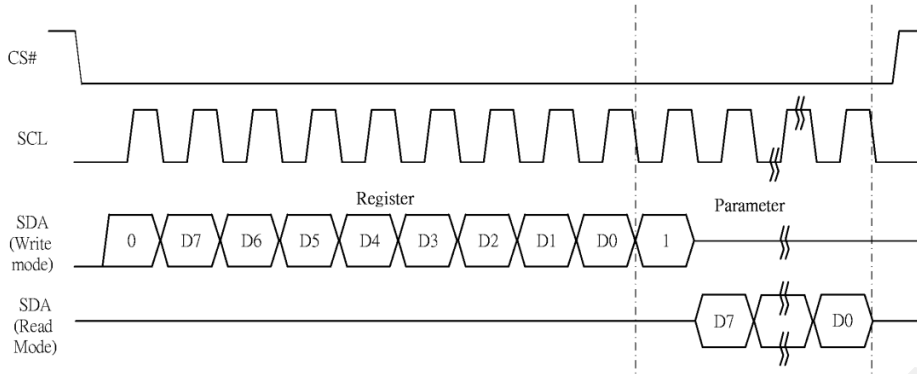 CS#
SCL
Register
Parameter
SDA
(Write
mode)
0 D7 D6 D5 D4 D3 D2 D1 D0 1
SDA
(Read
Mode)
D7 D0